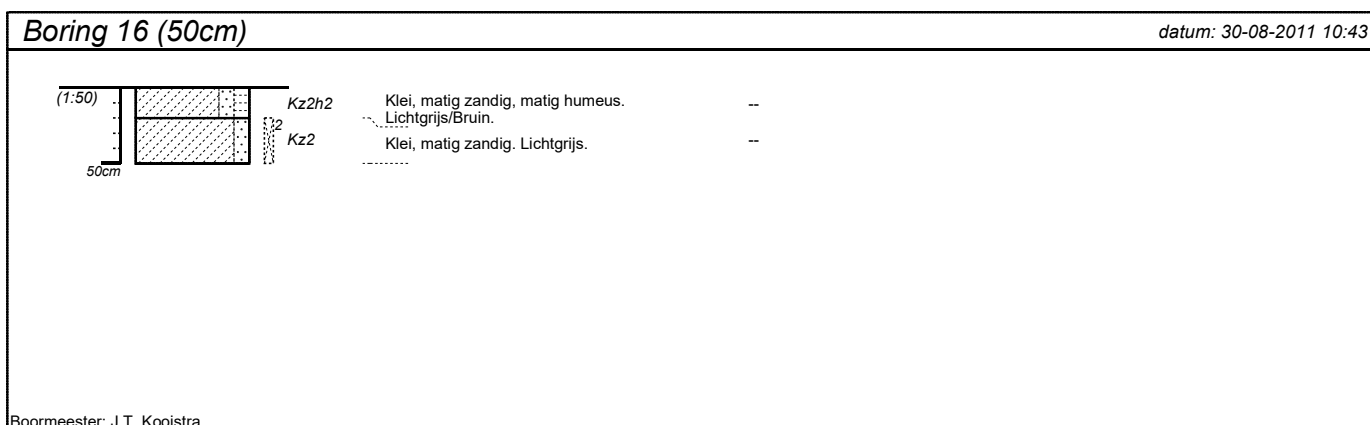 Boring 16 (50cm)
datum: 30-08-2011 10:43
(1:50)
Kz2h2
Klei, matig zandig, matig humeus.
Lichtgrijs/Bruin.
--
2
Kz2
Klei, matig zandig. Lichtgrijs.
--
50cm
Boormeester: J.T. Kooistra